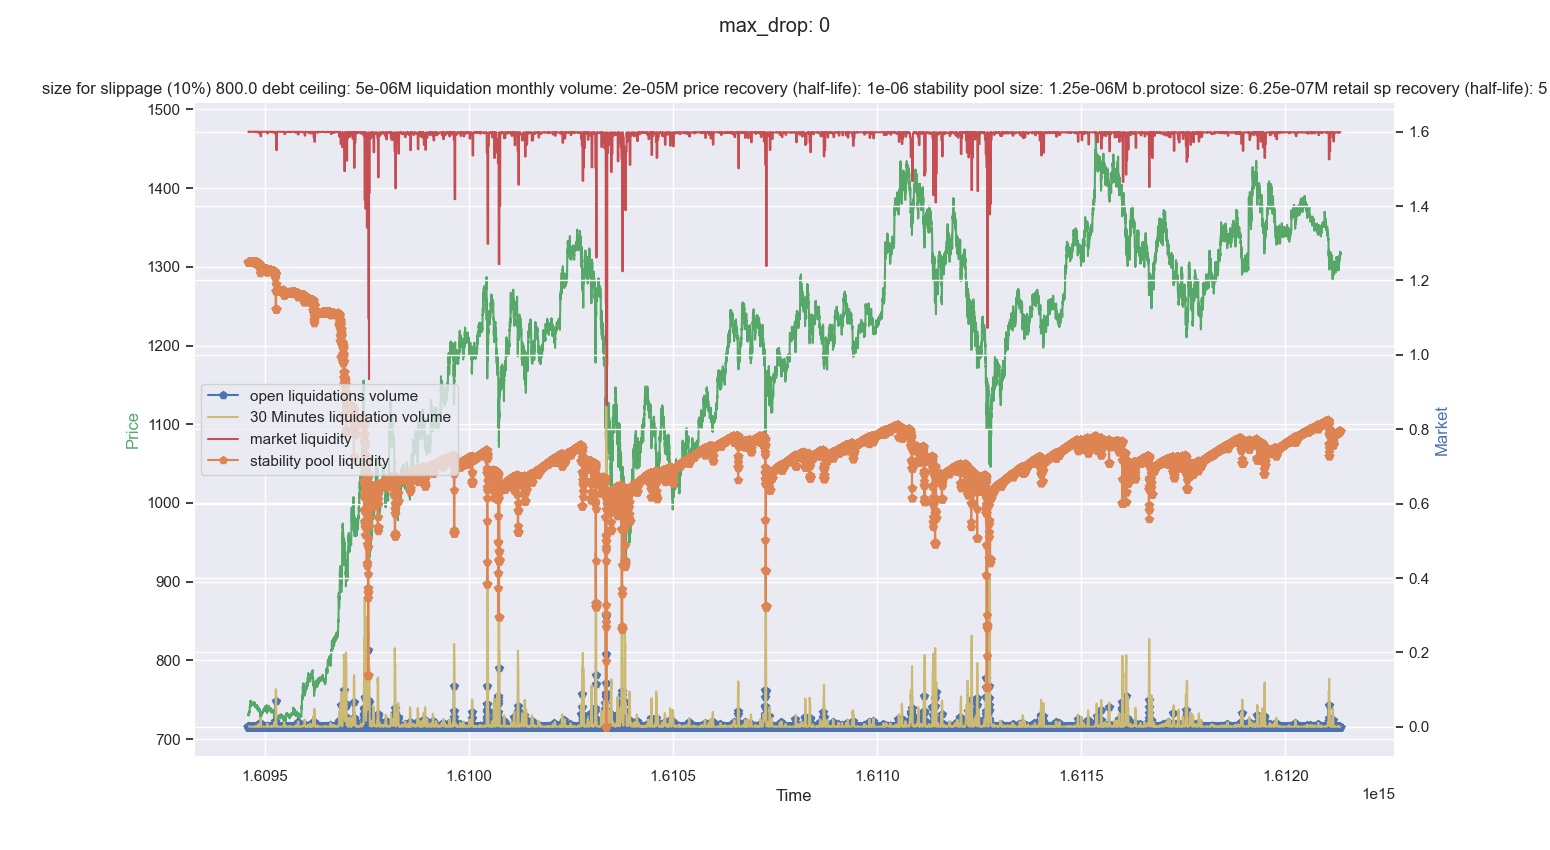 max_drop: 0
size for slippage (10%) 800.0 debt ceiling: 5e-06M liquidation monthly volume: 2e-05M price recovery (half-life): 1e-06 stability pool size: 1.25e-06M b.protocol size: 6.25e-07M retail sp recovery (half-life): 5
1500
1400
1300
1200
1100
1000
900
800
700
Price
open liquidations volume
30 Minutes liquidation volume
market liquidity
stability pool liquidity
1.6
1.4
1.2
1.0
0.8
0.6
0.4
0.2
0.0
Market
1.6095 1.6100 1.6105 1.6110 1.6115 1.6120
Time
1e15